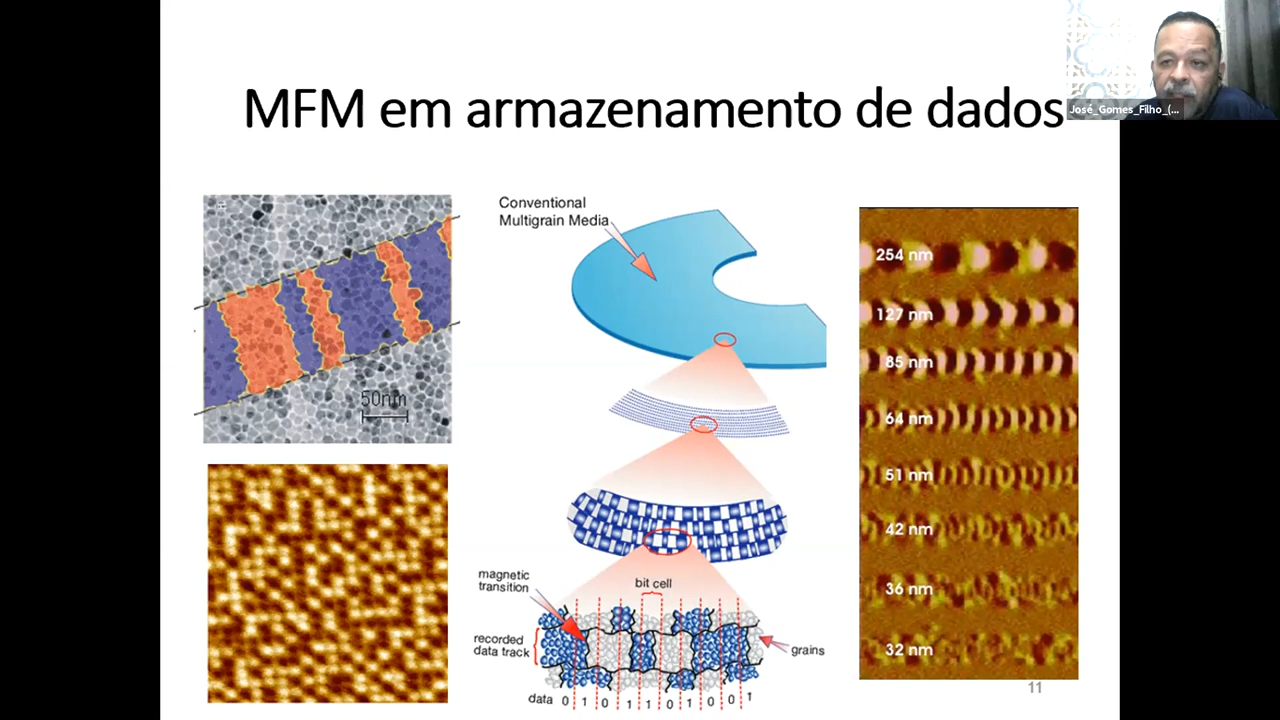 MFM em armazenamento de dados
José_Gomes_Filho_(...
Conventional
Multigrain Media
50nm
254 nm
127 nm
85 nm
64 nm
51 nm
42 nm
36 nm
32 nm
magnetic
transition
bit cell
recorded
data track
grains
data 0 1 0 1 1 0 1 0 0 1
11